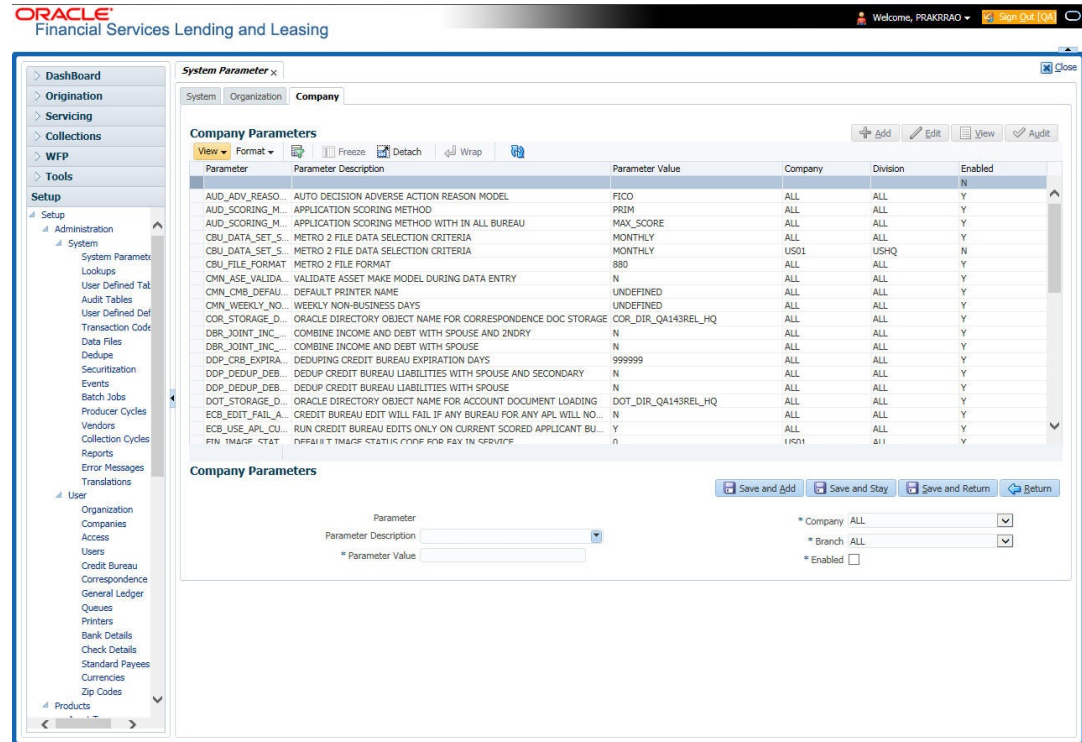 ORACLE
Financial Services Lending and Leasing
Welcome, PRAKRRAO
Sign Out [QA]
Close
DashBoard
Origination
Servicing
Collections
WFP
Tools
Setup
Setup
Administration
System
System Paramete
Lookups
User Defined Tab
Audit Tables
User Defined Def
Transaction Code
Data Files
Dedupe
Securitization
Events
Batch Jobs
Producer Cycles
Vendors
Collection Cycles
Reports
Error Messages
Translations
User
Organization
Companies
Access
Users
Credit Bureau
Correspondence
General Ledger
Queues
Printers
Bank Details
Check Details
Standard Payees
Currencies
Zip Codes
Products
System Parameter x
System Organization Company
Company Parameters
Add Edit View Audit
View Format Freeze Detach Wrap
Parameter Parameter Description Parameter Value Company Division Enabled
N
AUD_ADV_REASO... AUTO DECISION ADVERSE ACTION REASON MODEL FICO ALL ALL Y
AUD_SCORING_M... APPLICATION SCORING METHOD PRIM ALL ALL Y
AUD_SCORING_M... APPLICATION SCORING METHOD WITH IN ALL BUREAU MAX_SCORE ALL ALL Y
CBU_DATA_SET_S... METRO 2 FILE DATA SELECTION CRITERIA MONTHLY ALL ALL Y
CBU_DATA_SET_S... METRO 2 FILE DATA SELECTION CRITERIA MONTHLY US01 USHQ N
CBU_FILE_FORMAT METRO 2 FILE FORMAT 880 ALL ALL Y
CMN_ASE_VALIDA... VALIDATE ASSET MAKE MODEL DURING DATA ENTRY N ALL ALL Y
CMN_CMB_DEFAU... DEFAULT PRINTER NAME UNDEFINED ALL ALL Y
CMN_WEEKLY_NO... WEEKLY NON-BUSINESS DAYS UNDEFINED ALL ALL Y
COR_STORAGE_D... ORACLE DIRECTORY OBJECT NAME FOR CORRESPONDENCE DOC STORAGE COR_DIR_QA143REL_HQ ALL ALL Y
DBR_JOINT_INC_... COMBINE INCOME AND DEBT WITH SPOUSE AND 2NDRY N ALL ALL Y
DBR_JOINT_INC_... COMBINE INCOME AND DEBT WITH SPOUSE N ALL ALL Y
DDP_CRB_EXPIRA... DEDUPING CREDIT BUREAU EXPIRATION DAYS 999999 ALL ALL Y
DDP_DEDUP_DEB... DEDUP CREDIT BUREAU LIABILITIES WITH SPOUSE AND SECONDARY N ALL ALL Y
DDP_DEDUP_DEB... DEDUP CREDIT BUREAU LIABILITIES WITH SPOUSE N ALL ALL Y
DOT_STORAGE_D... ORACLE DIRECTORY OBJECT NAME FOR ACCOUNT DOCUMENT LOADING DOT_DIR_QA143REL_HQ ALL ALL Y
ECB_EDIT_FAIL_A... CREDIT BUREAU EDIT WILL FAIL IF ANY BUREAU FOR ANY APL WILL NO... N ALL ALL Y
ECB_USE_APL_CU... RUN CREDIT BUREAU EDITS ONLY ON CURRENT SCORED APPLICANT BU... Y ALL ALL Y
FIN_IMAGE_STAT... DEFAULT IMAGE STATUS CODE FOR FAX IN SERVICE 0 US01 ALL Y
Company Parameters
Save and Add Save and Stay Save and Return Return
Parameter
Parameter Description
* Parameter Value
* Company ALL
* Branch ALL
* Enabled